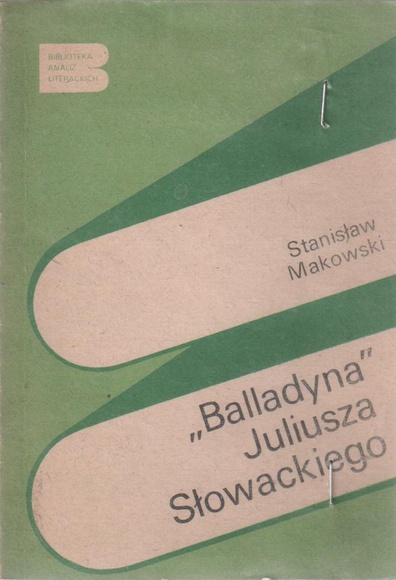 BIBLIOTEKA
ANALIZ
LITERACKICH
Stanisław
Makowski
„Balladyna”
Juliusza
Słowackiego